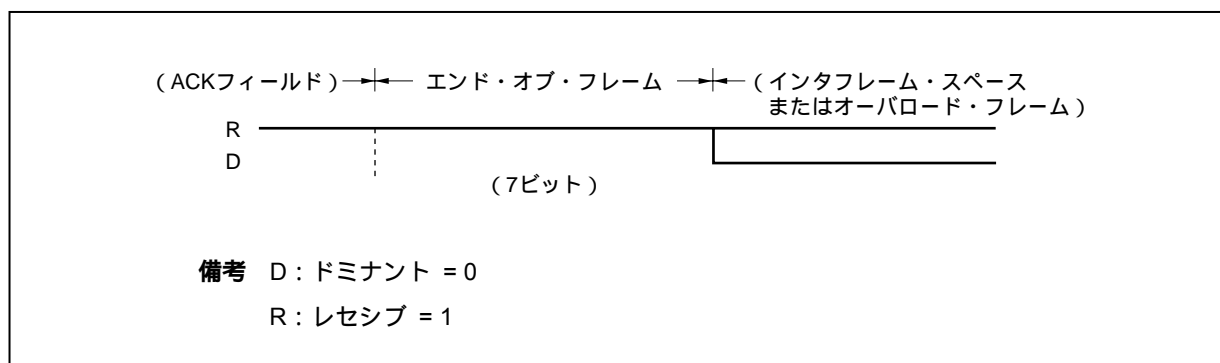 （ACKフィールド） エンド・オブ・フレーム （インタフレーム・スペース
またはオーバロード・フレーム）
R
D
（7ビット）
備考 D：ドミナント = 0
R：レセシブ = 1